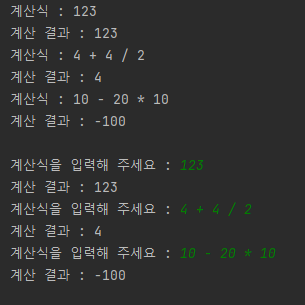 계산식 : 123
계산 결과 : 123
계산식 : 4 + 4 / 2
계산 결과 : 4
계산식 : 10 - 20 * 10
계산 결과 : -100
계산식을 입력해 주세요 : 123
계산 결과 : 123
계산식을 입력해 주세요 : 4 + 4 / 2
계산 결과 : 4
계산식을 입력해 주세요 : 10 - 20 * 10
계산 결과 : -100